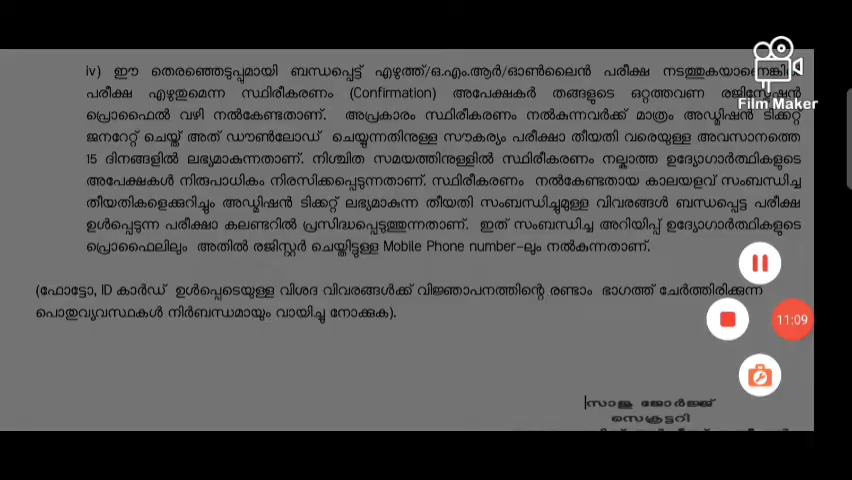 iv) ഈ തെരഞ്ഞെടുപ്പുമായി ബന്ധപ്പെട്ട് എഴുത്ത്/ഒ.എം.ആർ/ഓൺലൈൻ പരീക്ഷ നടത്തുകയാണെങ്കിൽ
Film Maker
പരീക്ഷ എഴുതുമെന്ന സ്ഥിരീകരണം (Confirmation) അപേക്ഷകർ തങ്ങളുടെ ഒറ്റത്തവണ രജിസ്ട്രേഷൻ
പ്രൊഫൈൽ വഴി നൽകേണ്ടതാണ്. അപ്രകാരം സ്ഥിരീകരണം നൽകുന്നവർക്ക് മാത്രം അഡ്മിഷൻ ടിക്കറ്റ്
ജനറേറ്റ് ചെയ്ത് അത് ഡൗൺലോഡ് ചെയ്യുന്നതിനുള്ള സൗകര്യം പരീക്ഷാ തീയതി വരെയുള്ള അവസാനത്തെ
15 ദിനങ്ങളിൽ ലഭ്യമാകുന്നതാണ്. നിശ്ചിത സമയത്തിനുള്ളിൽ സ്ഥിരീകരണം നല്കാത്ത ഉദ്യോഗാർത്ഥികളുടെ
അപേക്ഷകൾ നിരുപാധികം നിരസിക്കപ്പെടുന്നതാണ്. സ്ഥിരീകരണം നൽകേണ്ടതായ കാലയളവ് സംബന്ധിച്ച
തീയതികളെക്കുറിച്ചും അഡ്മിഷൻ ടിക്കറ്റ് ലഭ്യമാകുന്ന തീയതി സംബന്ധിച്ചുമുള്ള വിവരങ്ങൾ ബന്ധപ്പെട്ട പരീക്ഷ
ഉൾപ്പെടുന്ന പരീക്ഷാ കലണ്ടറിൽ പ്രസിദ്ധപ്പെടുത്തുന്നതാണ്. ഇത് സംബന്ധിച്ച അറിയിപ്പ് ഉദ്യോഗാർത്ഥികളുടെ
പ്രൊഫൈലിലും അതിൽ രജിസ്റ്റർ ചെയ്തിട്ടുള്ള Mobile Phone number-ലും നൽകുന്നതാണ്.
(ഫോട്ടോ, ID കാർഡ് ഉൾപ്പെടെയുള്ള വിശദ വിവരങ്ങൾക്ക് വിജ്ഞാപനത്തിന്റെ രണ്ടാം ഭാഗത്ത് ചേർത്തിരിക്കുന്ന
പൊതുവ്യവസ്ഥകൾ നിർബന്ധമായും വായിച്ചു നോക്കുക).
11:09
സാജു ജോർജ്ജ്
സെക്രട്ടറി